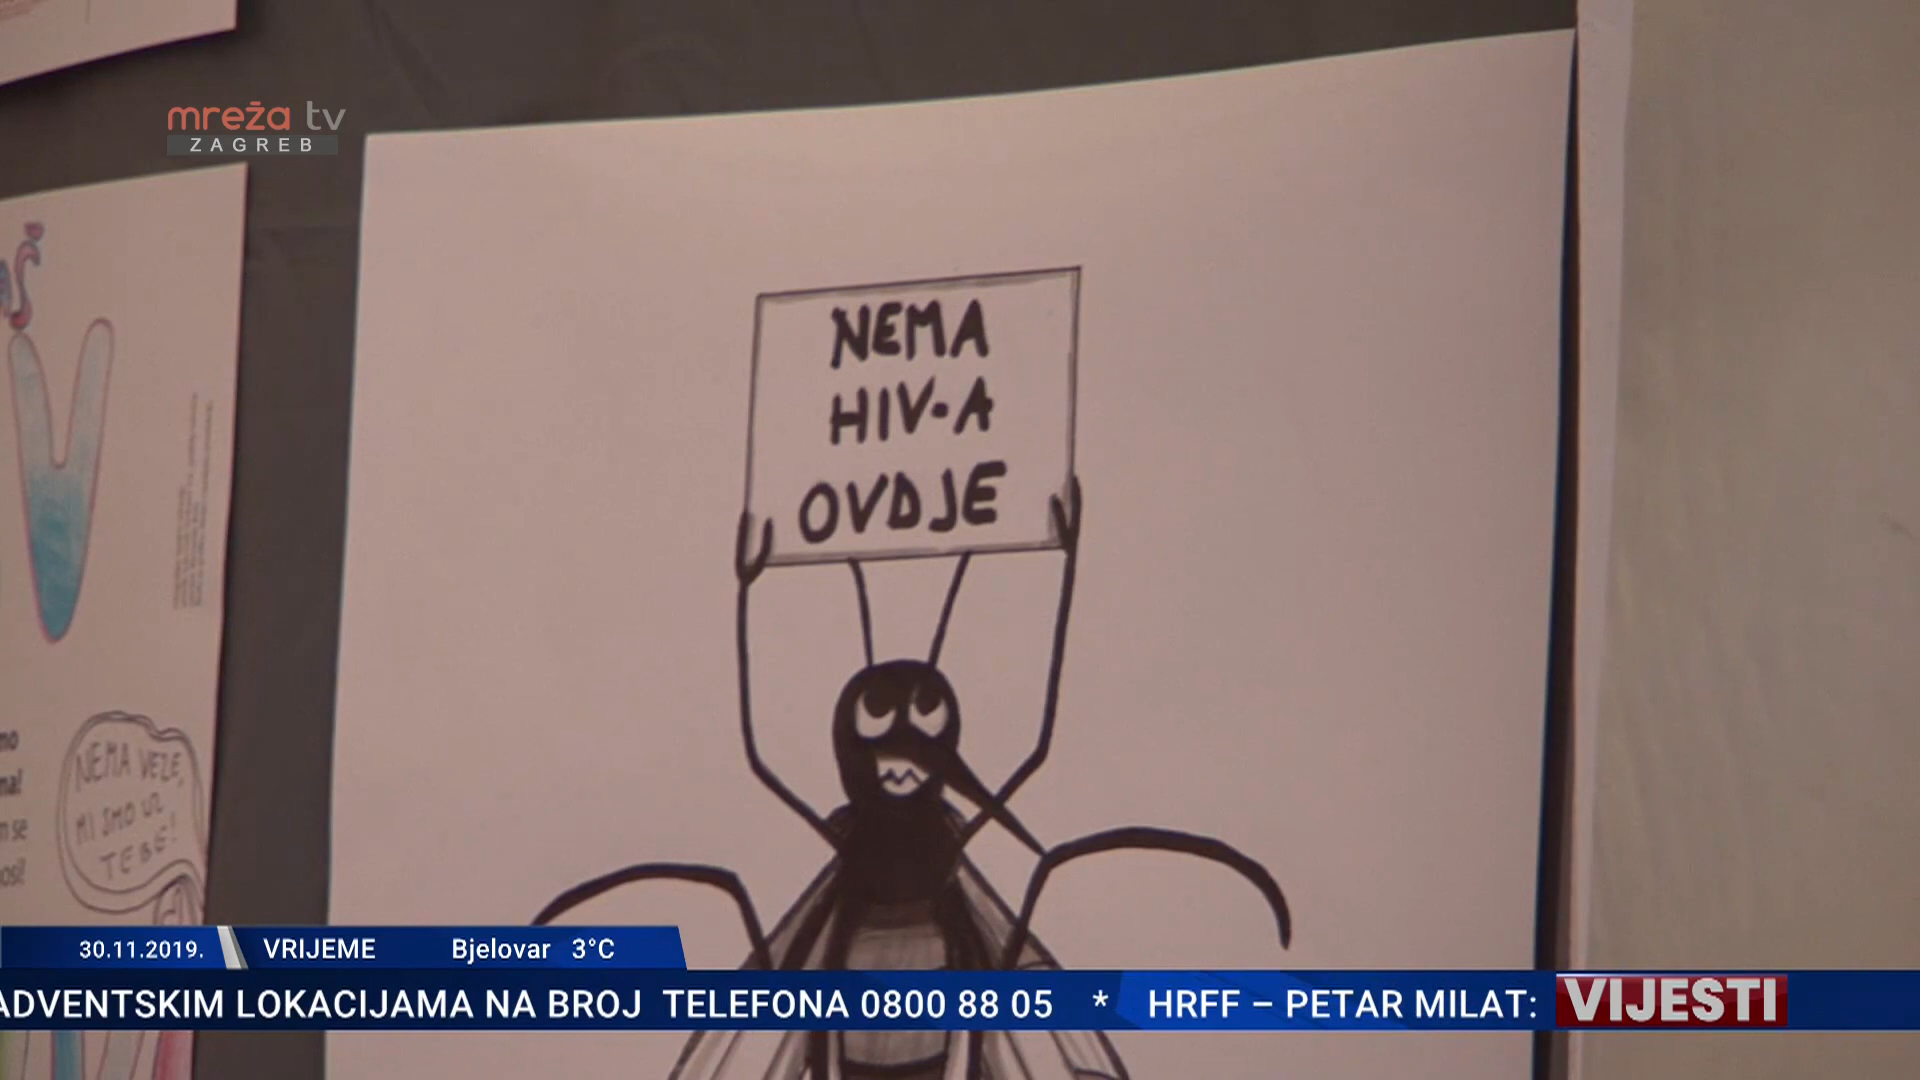 mreža tv
ZAGREB
NEMA
HIV-A
OVDJE
NEMA VEZE,
MI SMO UZ
TEBE!
30.11.2019.
VRIJEME
Bjelovar 3°C
ADVENTSKIM LOKACIJAMA NA BROJ TELEFONA 0800 88 05 * HRFF – PETAR MILAT:
VIJESTI